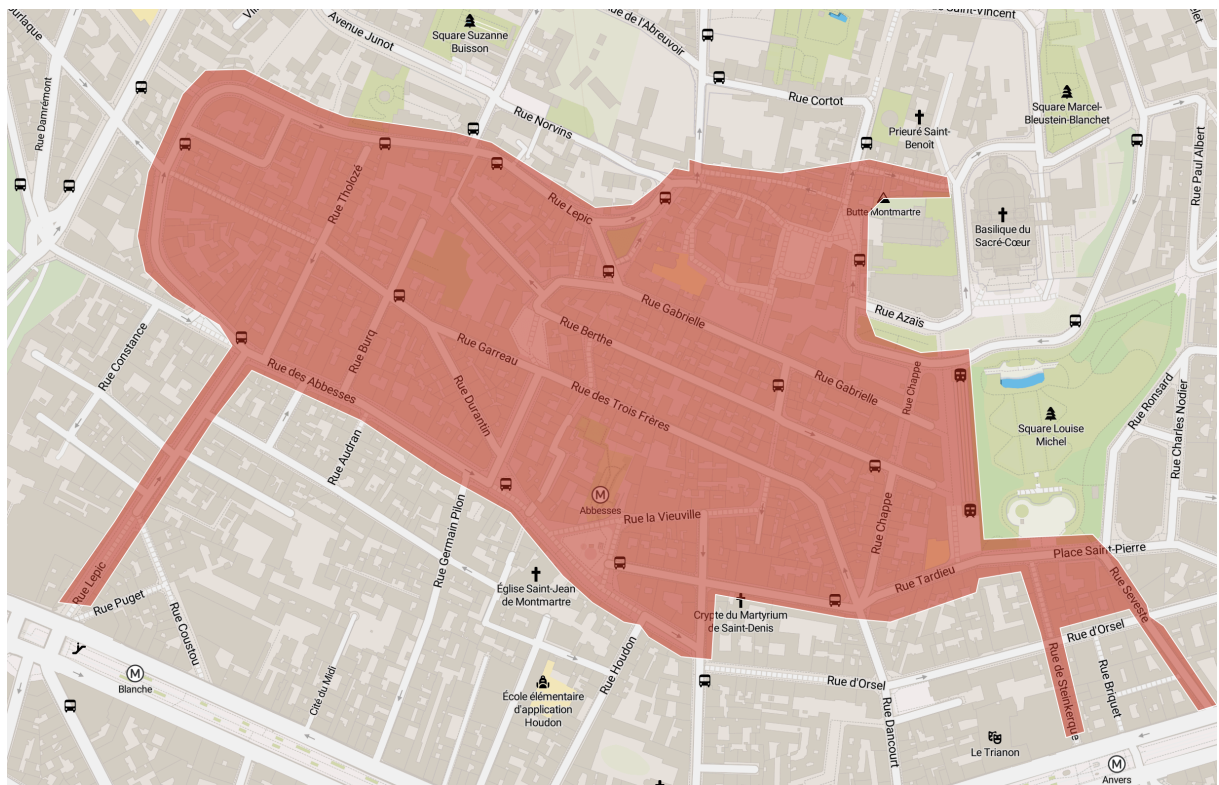 Avenue Junot
Square Suzanne
Buisson
Rue de l'Abreuvoir
Saint-Vincent
Rue Damrémont
Rue Norvins
Rue Cortot
Square Marcel-
Bleustein-Blanchet
Prieuré Saint-
Benoit
Rue Paul Albert
Rue Tholozé
Rue Lepic
Butte Montmartre
Basilique du
Sacré-Cœur
Rue Gabrielle
Rue Azaïs
Rue Constance
Rue Berthe
Rue Burq
Rue Garreau
Rue des Abbesses
Rue Gabrielle
Rue Chappe
Rue Durantin
Rue des Trois Frères
Rue Ronsard
Rue Charles Nodier
Square Louise
Michel
Rue Audran
Abbesses
Rue la Vieuville
Rue Germain Pilon
Rue Chappe
Place Saint-Pierre
Rue Lepic
Rue Puget
Église Saint-Jean
de Montmartre
Rue Tardieu
Rue Seveste
Crypte du Martyrium
de Saint-Denis
Rue Coustou
Rue d'Orsel
Rue Houdon
Blanche
Cité du Midi
École élémentaire
d'application
Houdon
Rue d'Orsel
Rue de Steinkerque
Rue Briquet
Rue Dancourt
Le Trianon
Anvers